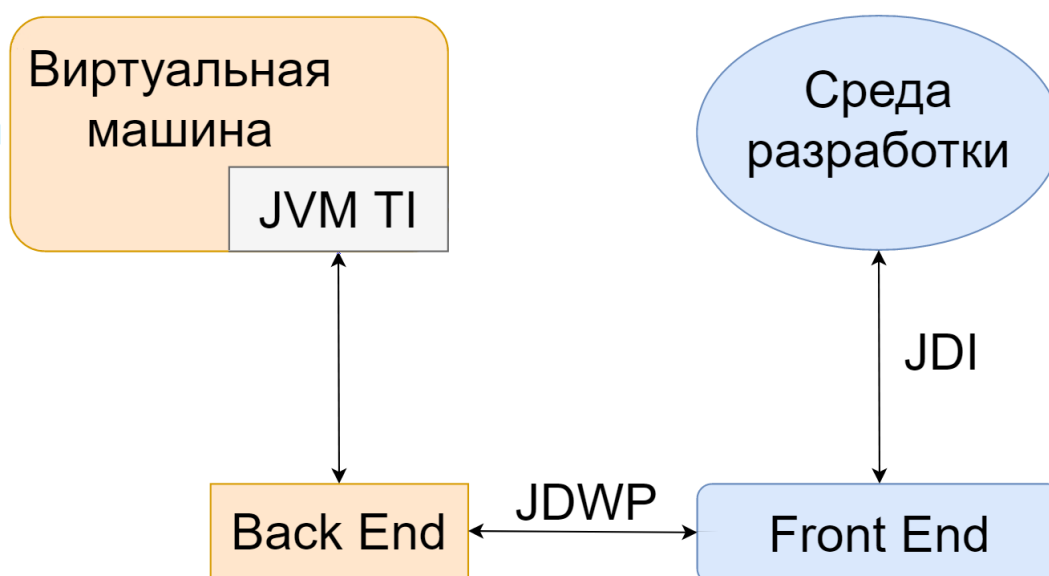 Виртуальная
машина
JVM TI
Среда
разработки
JDI
JDWP
Back End
Front End